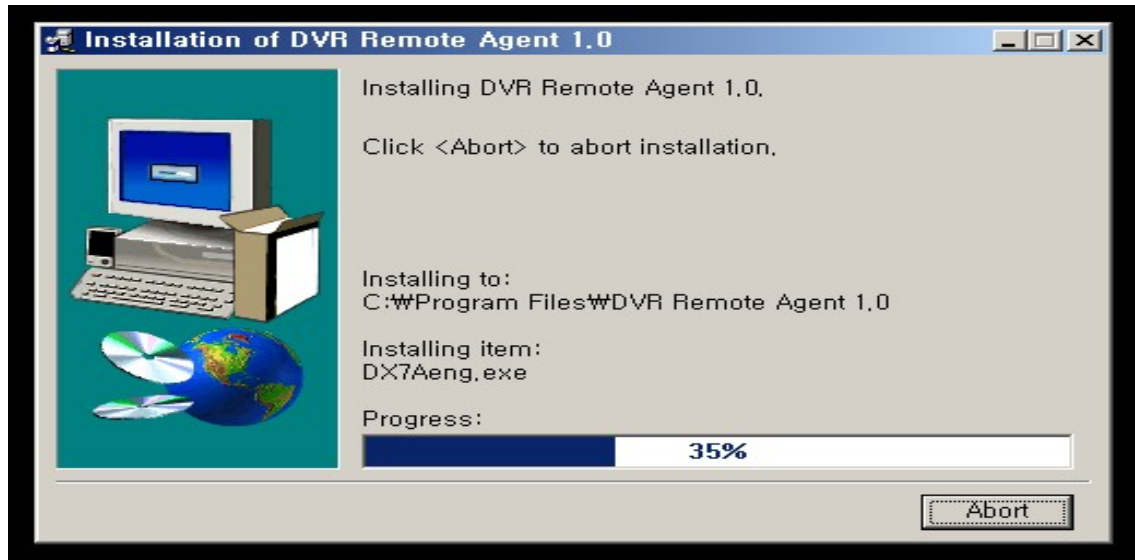 Installation of DVR Remote Agent 1.0
Installing DVR Remote Agent 1.0.
Click <Abort> to abort installation.
Installing to:
C:₩Program Files₩DVR Remote Agent 1.0
Installing item:
DX7Aeng.exe
Progress:
35%
Abort